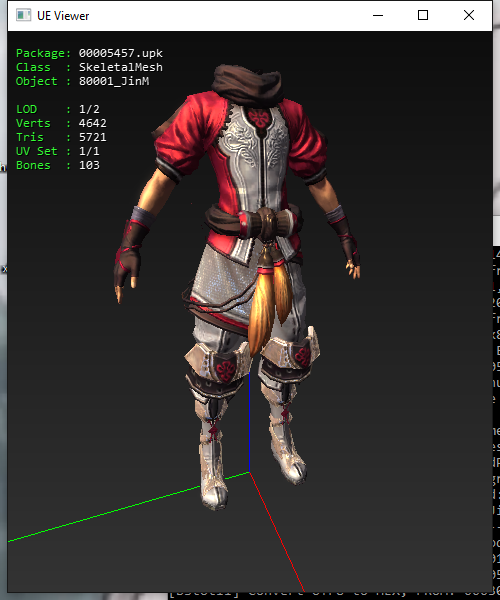 UE Viewer
Package: 00005457.upk
Class : SkeletalMesh
Object : 80001_JinM
LOD : 1/2
Verts : 4642
Tris : 5721
UV Set : 1/1
Bones : 103